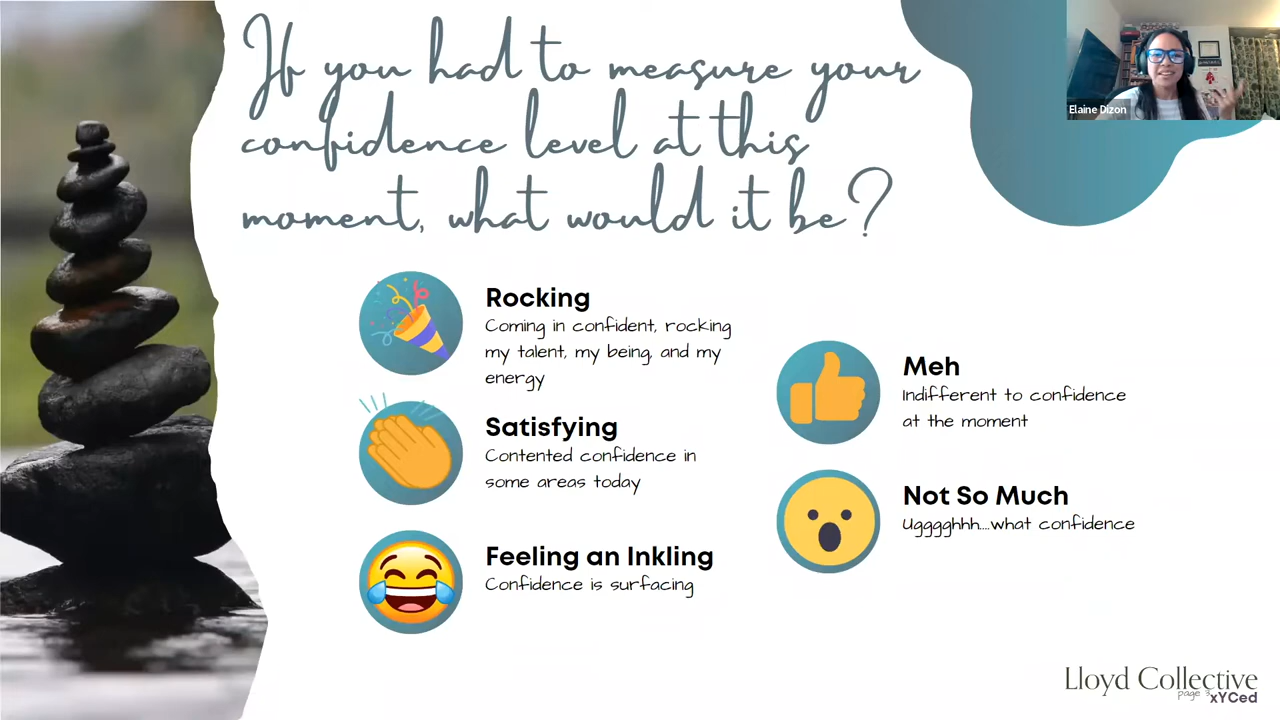 If you had to measure your
confidence level at this
moment, what would it be?
Elaine Dizon
Rocking
Coming in confident, rocking
my talent, my being, and my
energy
Satisfying
Contented confidence in
some areas today
Feeling an Inkling
Confidence is surfacing
Meh
Indifferent to confidence
at the moment
Not So Much
Uggggghhh....what confidence
Lloyd Collective
page
xYCed